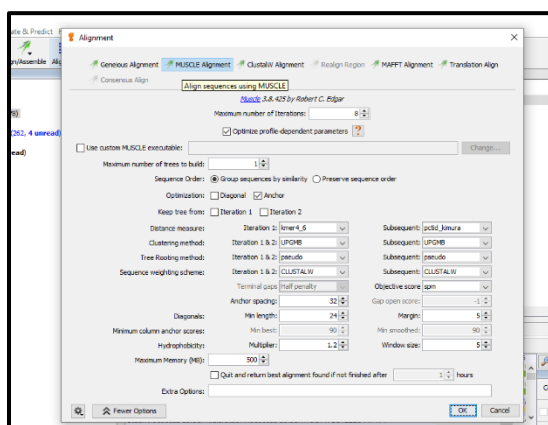 ate & Predict
Alignment
gn/Assemble
Geneious Alignment MUSCLE Alignment ClustalW Alignment Realign Region MAFFT Alignment Translation Align
Consensus Align
Align sequences using MUSCLE
Muscle 3.8.425 by Robert C. Edgar
Maximum number of Iterations: 8
(262, 4 unread)
Optimize profile-dependent parameters ?
ead)
Use custom MUSCLE executable: Change...
Maximum number of trees to build: 1
Sequence Order: Group sequences by similarity Preserve sequence order
Optimization: Diagonal Anchor
Keep tree from: Iteration 1 Iteration 2
Distance measure: Iteration 1: kmer4_6 Subsequent: pctid_kimura
Clustering method: Iteration 1 & 2: UPGMB Subsequent: UPGMB
Tree Rooting method: Iteration 1 & 2: pseudo Subsequent: pseudo
Sequence weighting scheme: Iteration 1 & 2: CLUSTALW Subsequent: CLUSTALW
Terminal gaps Half penalty Objective score spm
Anchor spacing: 32 Gap open score: -1
Diagonals: Min length: 24 Margin: 5
Minimum column anchor scores: Min best: 90 Min smoothed: 90
Hydrophobicity: Multiplier: 1.2 Window size: 5
Maximum Memory (MB): 500
Quit and return best alignment found if not finished after 1 hours
Extra Options:
Fewer Options OK Cancel